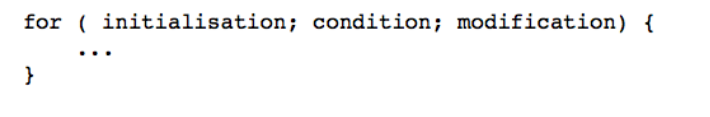 for ( initialisation; condition; modification) {
...
}